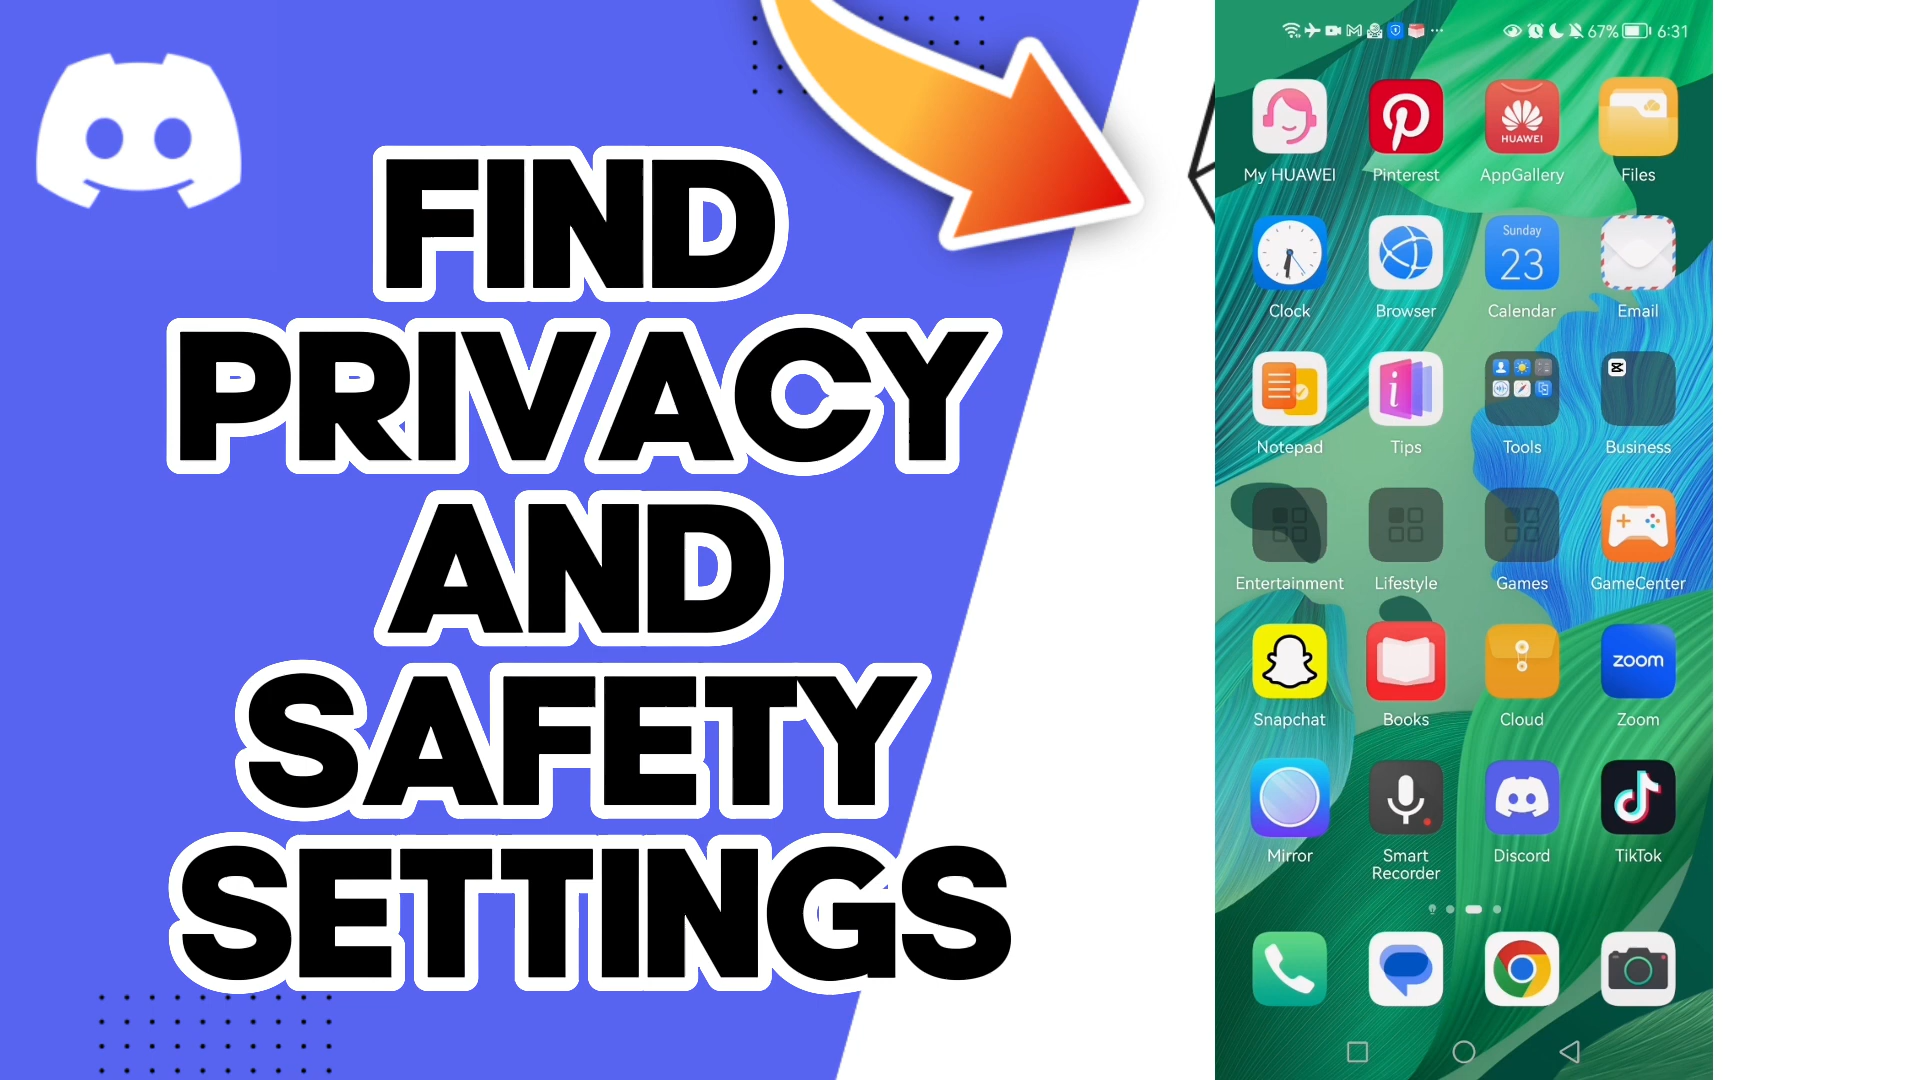 FIND
PRIVACY
AND
SAFETY
SETTINGS
67% 6:31
HUAWEI
My HUAWEI Pinterest AppGallery Files
Sunday
23
Clock Browser Calendar Email
Notepad Tips Tools Business
Entertainment Lifestyle Games GameCenter
zoom
Snapchat Books Cloud Zoom
Mirror Smart Recorder Discord TikTok